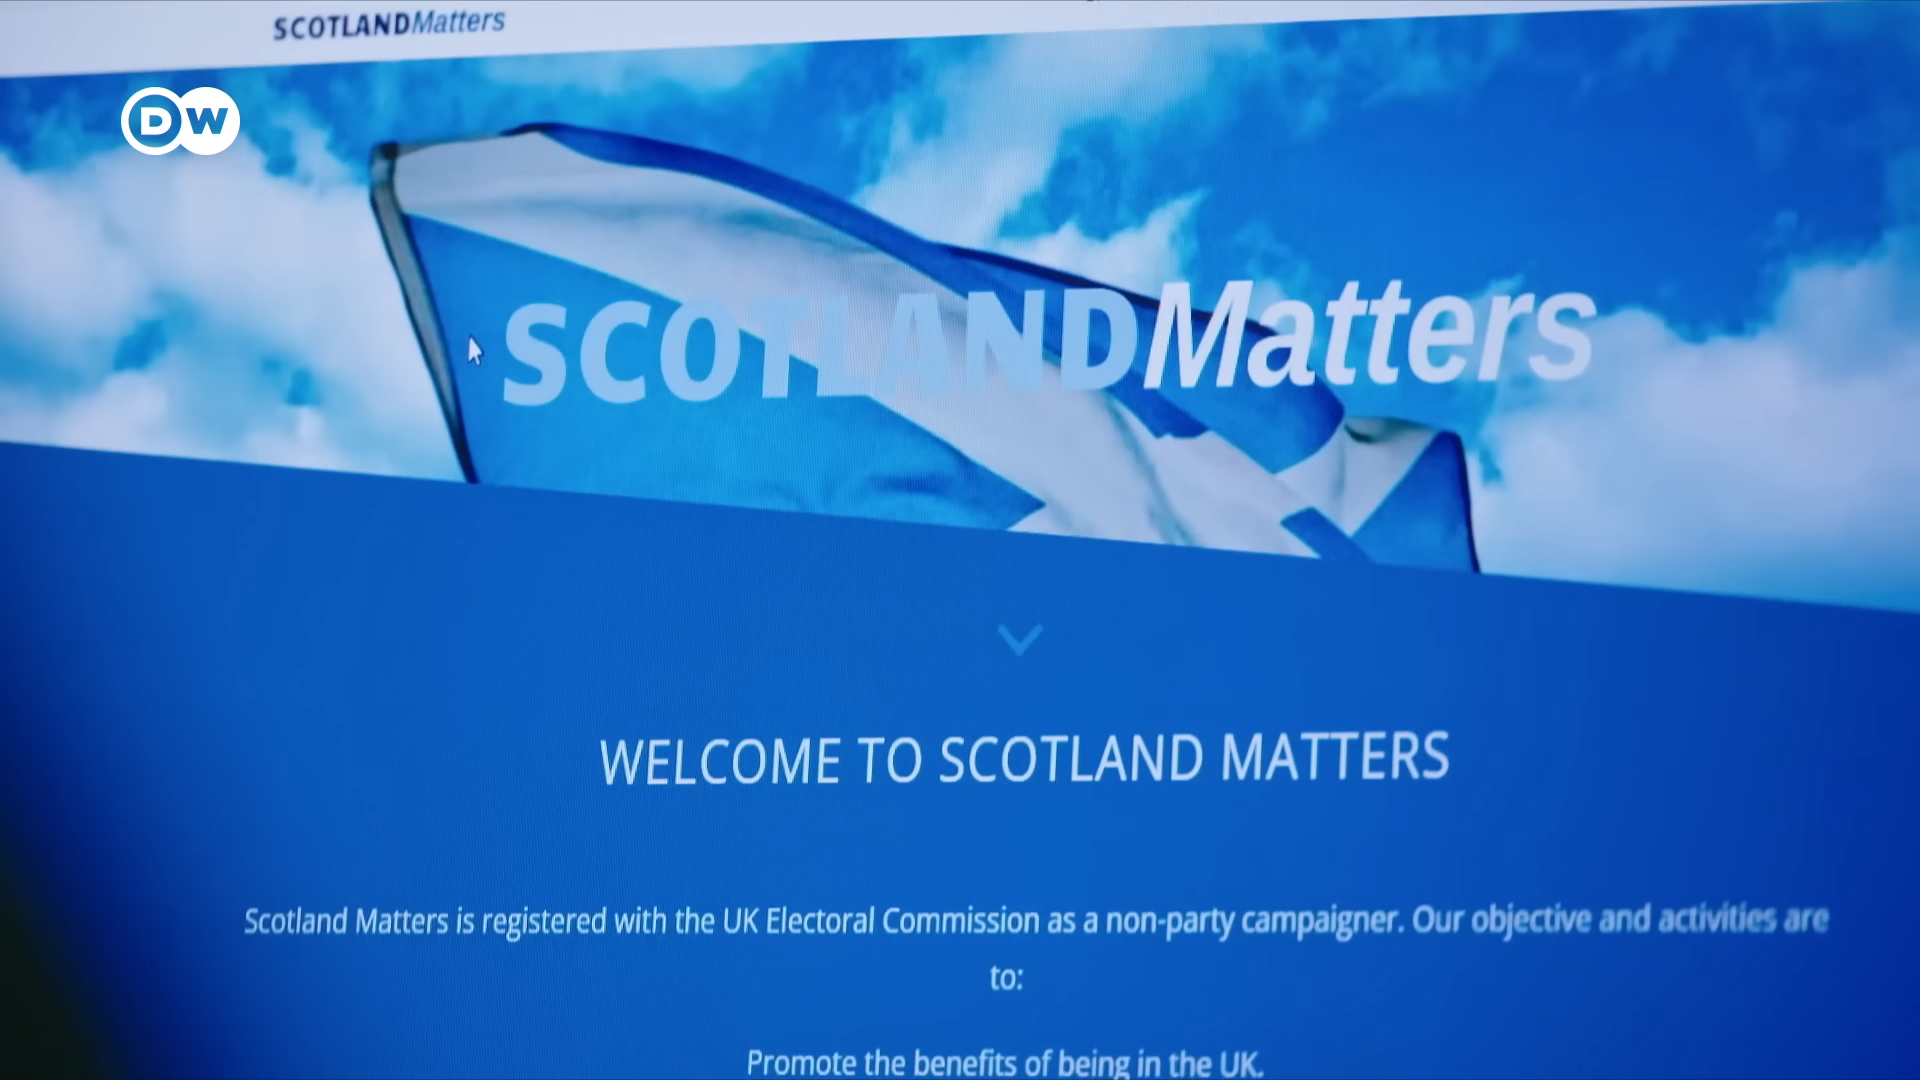 SCOTLANDMatters
DW
SCOTLANDMatters
WELCOME TO SCOTLAND MATTERS
Scotland Matters is registered with the UK Electoral Commission as a non-party campaigner. Our objective and activities are
to:
Promote the benefits of being in the UK.